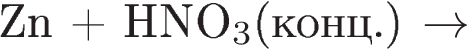 Zn + HNO₃(конц.) →